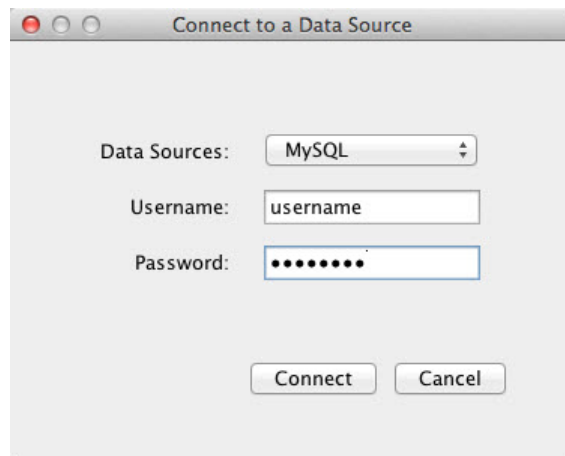 Connect to a Data Source
Data Sources: MySQL
Username: username
Password: ••••••••
Connect Cancel